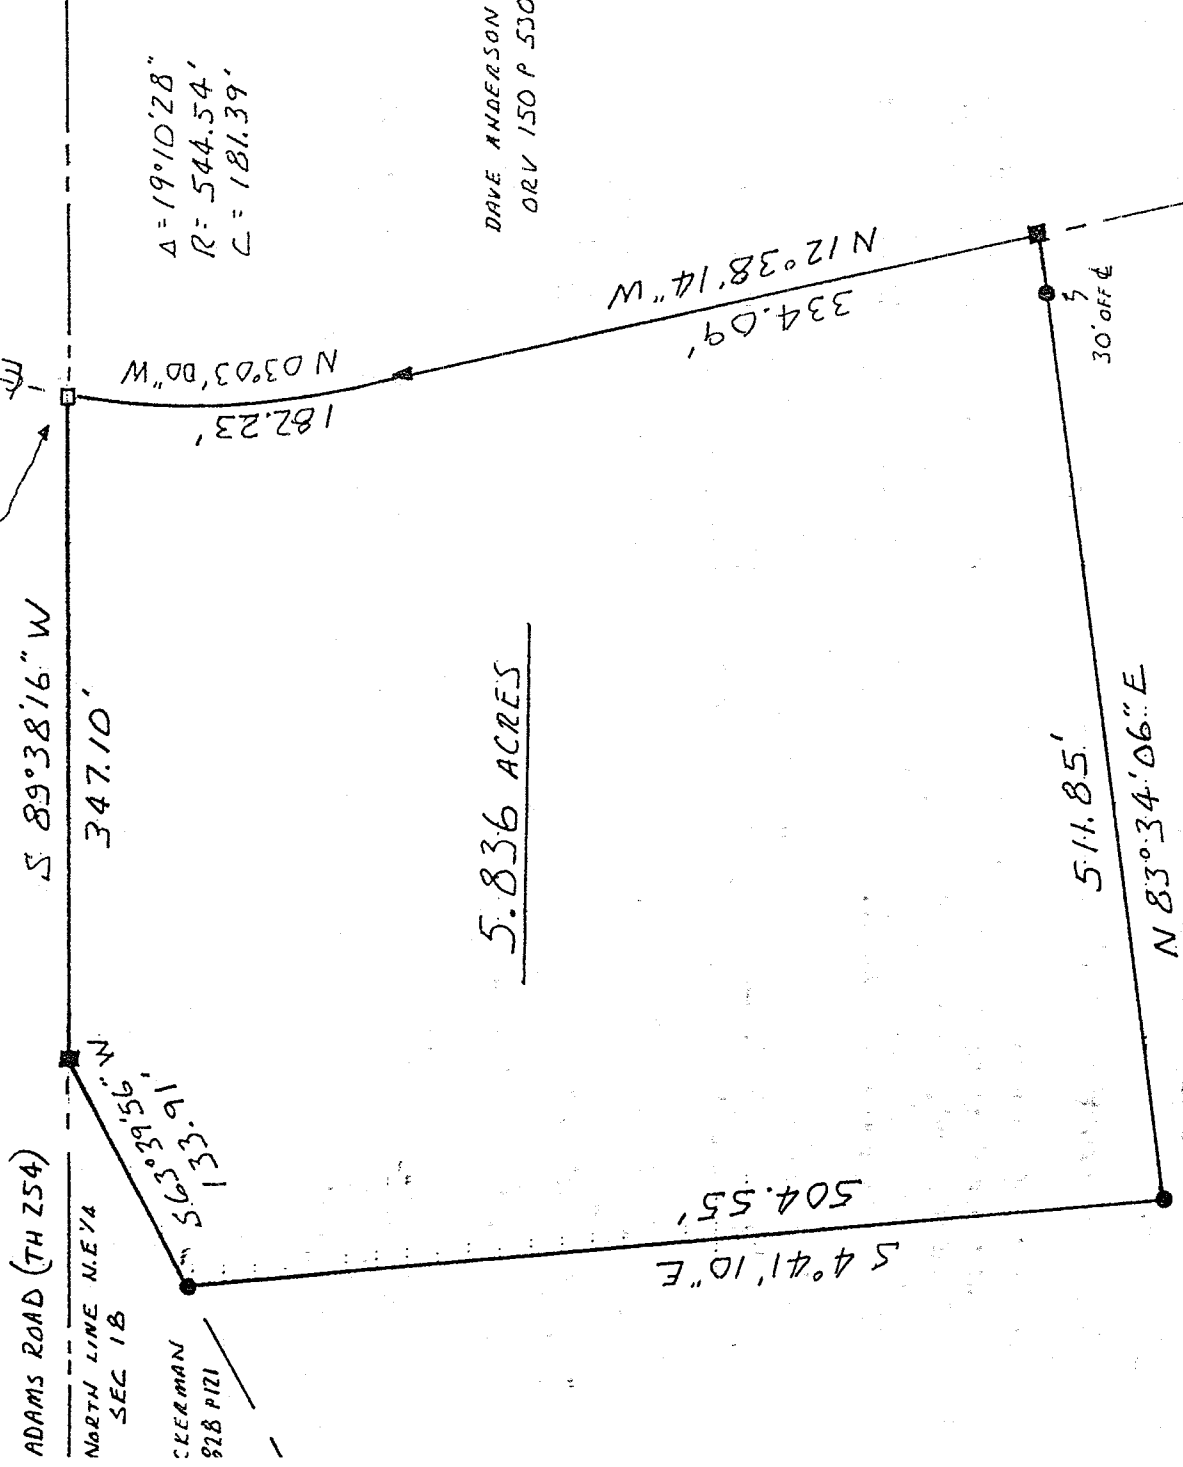 ADAMS ROAD (TH 254)
NORTH LINE N.E 1/4
SEC 18
CKERMAN
828 P121
S 89°38'16" W
347.10'
S63°39'56" W
133.91'
Δ = 19°10'28"
R = 544.54'
C = 181.39'
DAVE ANDERSON
ORV 150 P 530
N 03°03'00" W
182.23'
N 12°38'14" W
334.09'
5.836 ACRES
30' OFF ℄
511.85'
N 83°34'06" E
504.55'
S 4°41'10" E